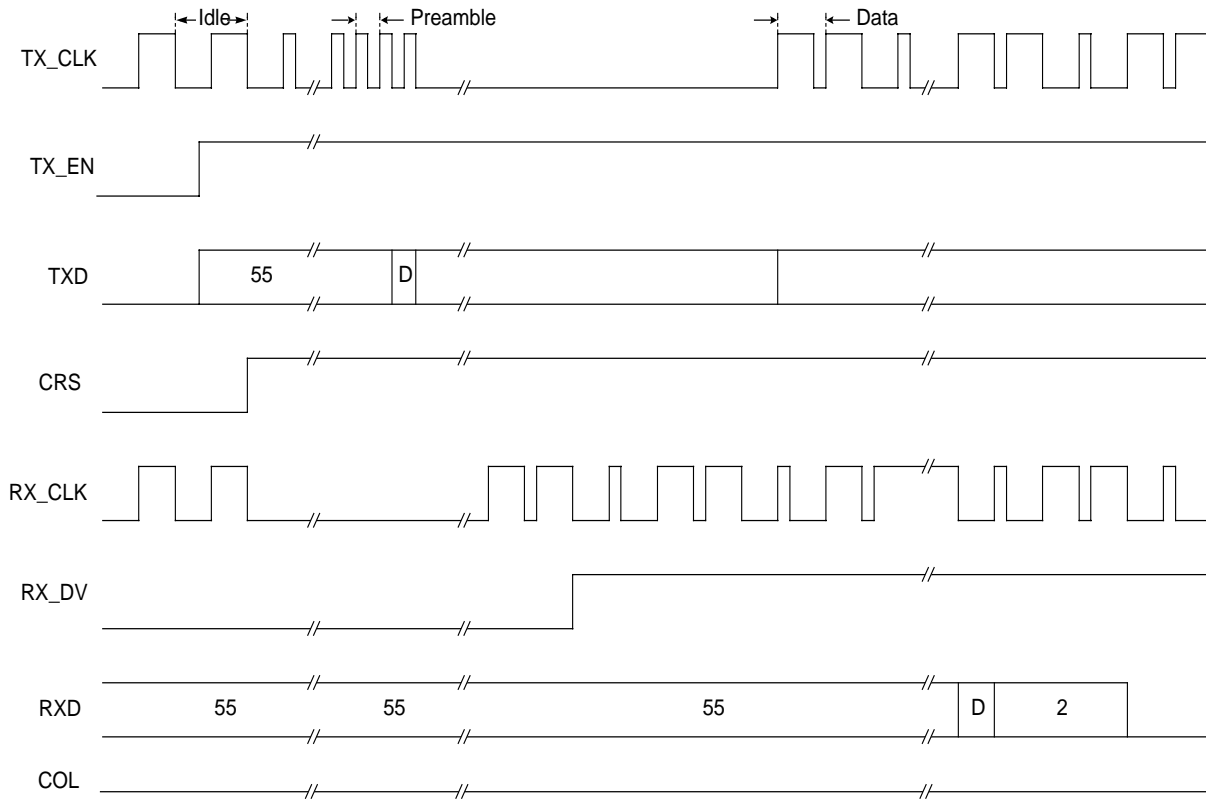 Idle
Preamble
Data
TX_CLK
TX_EN
TXD
55
D
CRS
RX_CLK
RX_DV
RXD
55
55
55
D
2
COL